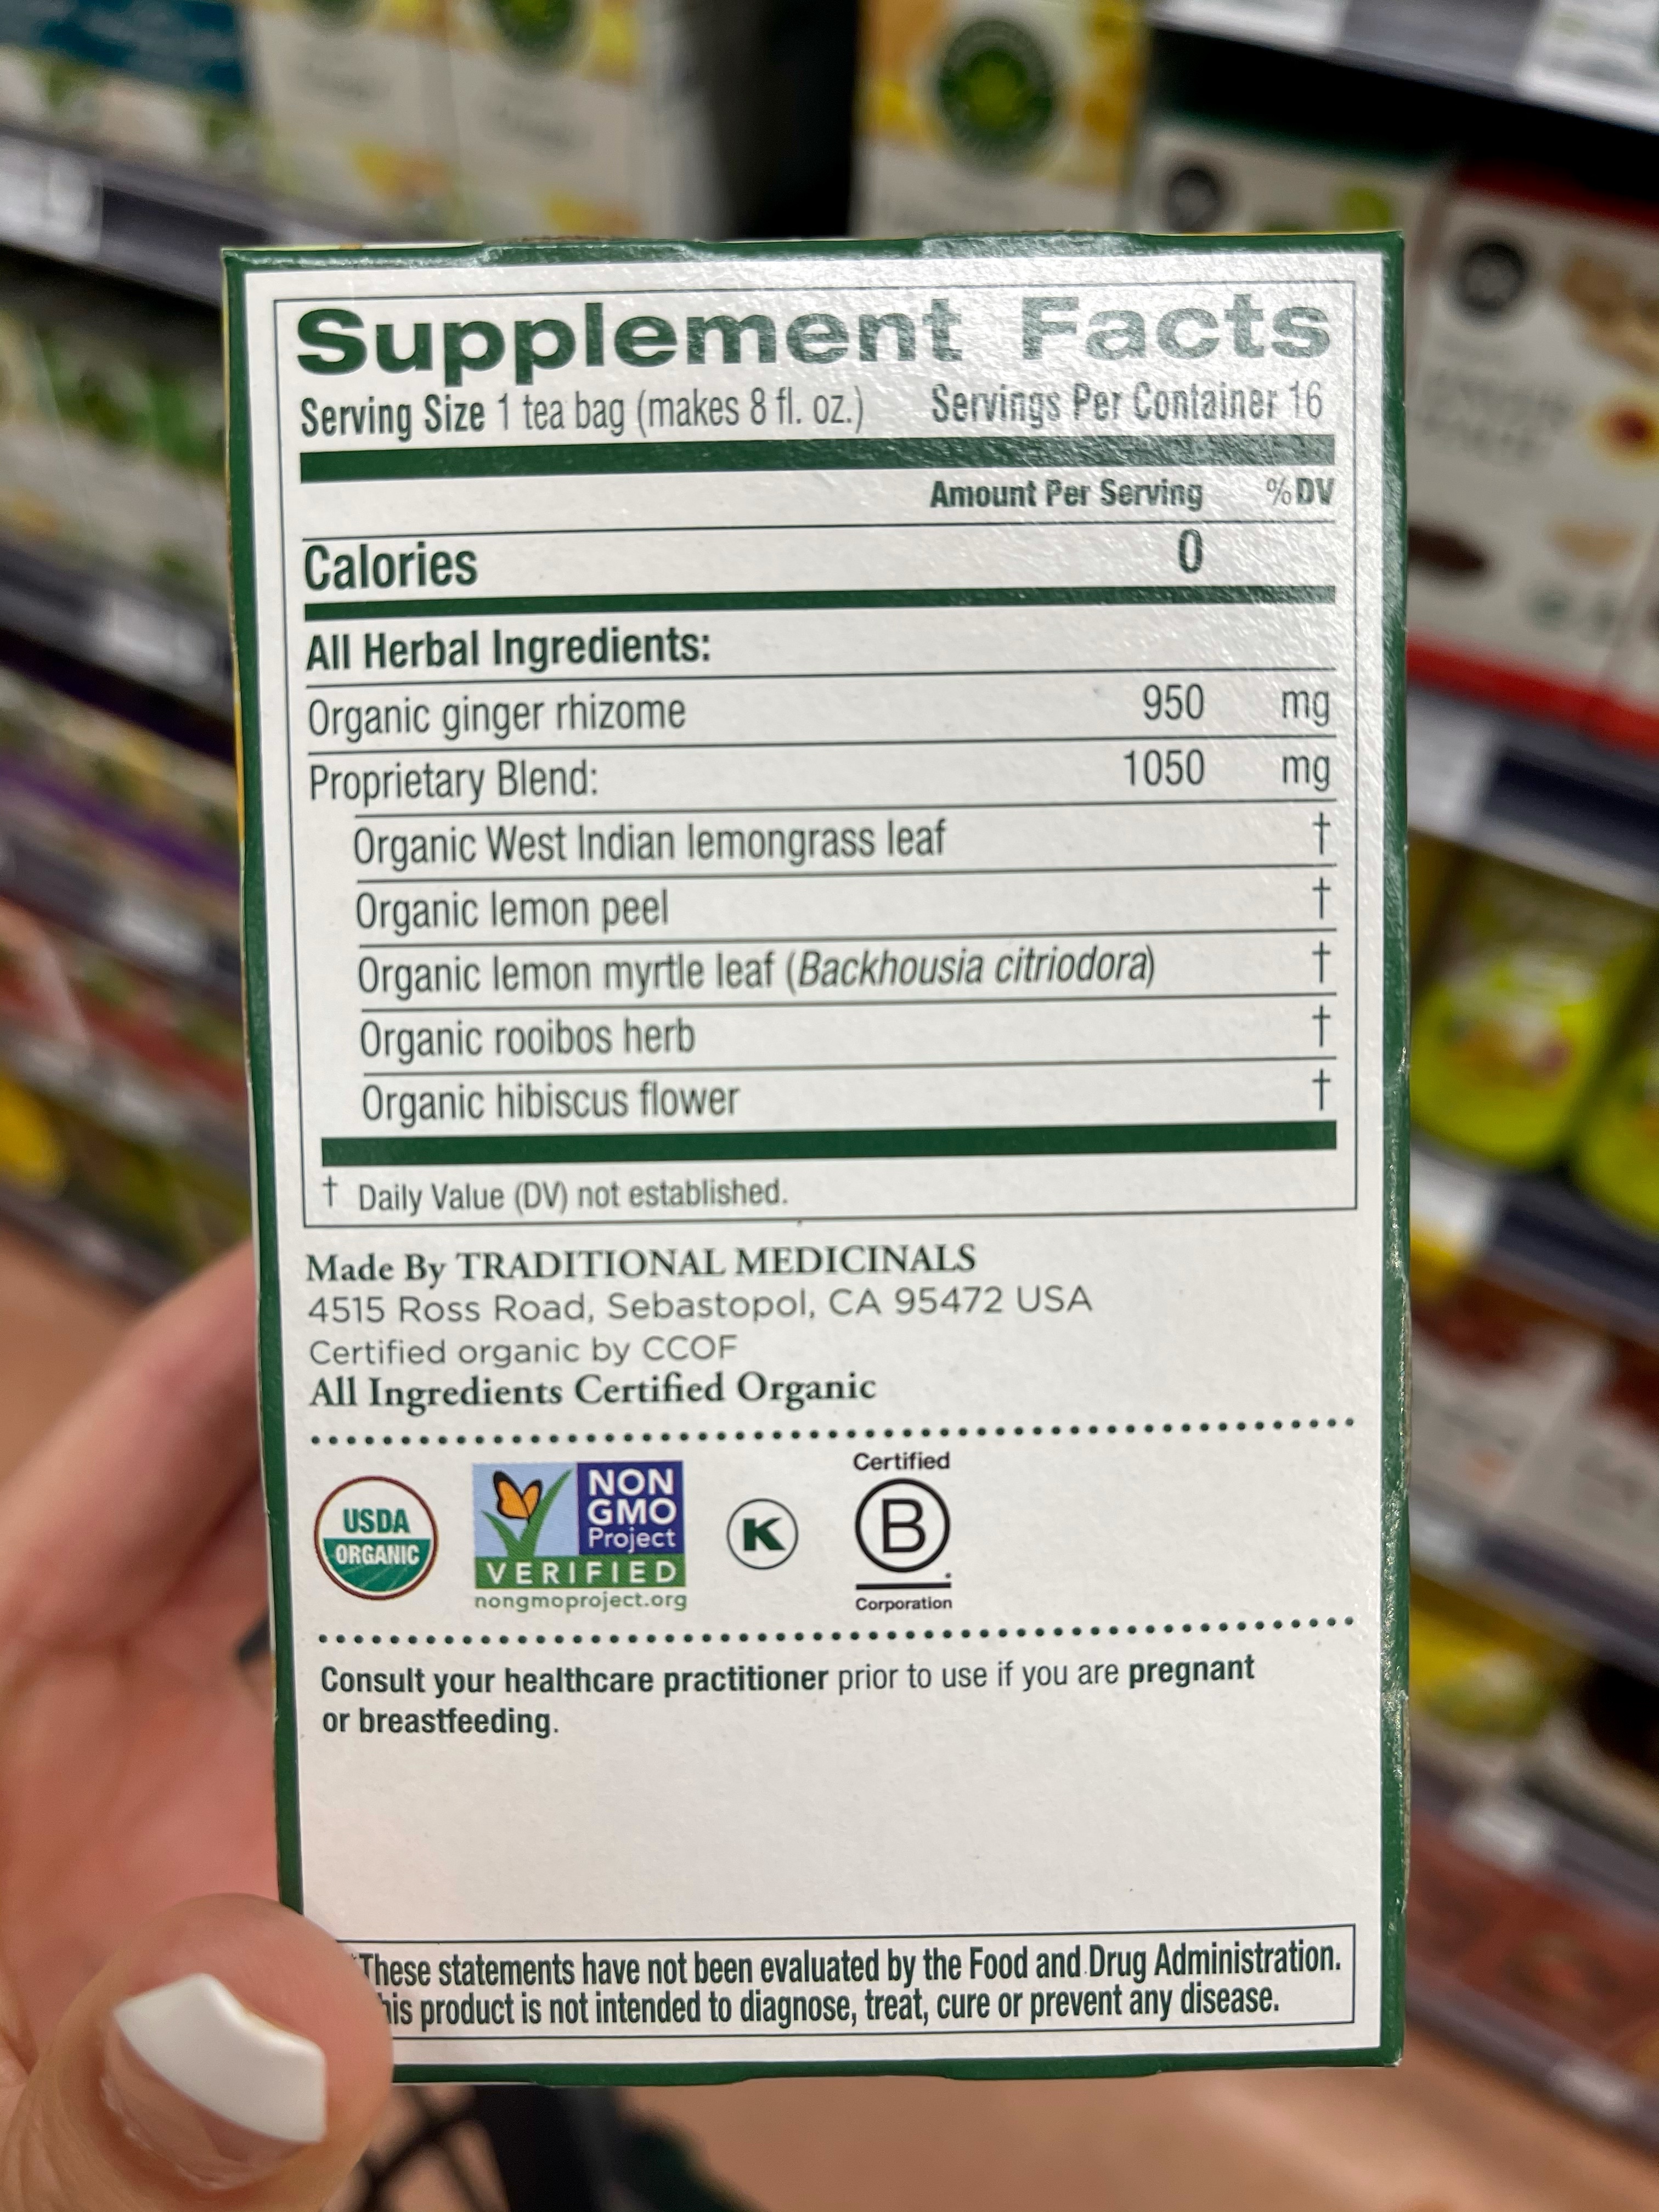 Supplement Facts
Serving Size 1 tea bag (makes 8 fl. oz.) Servings Per Container 16
Amount Per Serving %DV
Calories 0
All Herbal Ingredients:
Organic ginger rhizome 950 mg
Proprietary Blend: 1050 mg
Organic West Indian lemongrass leaf †
Organic lemon peel †
Organic lemon myrtle leaf (Backhousia citriodora) †
Organic rooibos herb †
Organic hibiscus flower †
† Daily Value (DV) not established.
Made By TRADITIONAL MEDICINALS
4515 Ross Road, Sebastopol, CA 95472 USA
Certified organic by CCOF
All Ingredients Certified Organic
USDA
ORGANIC
NON
GMO
Project
VERIFIED
nongmoproject.org
K
Certified
B
Corporation
Consult your healthcare practitioner prior to use if you are pregnant
or breastfeeding.
These statements have not been evaluated by the Food and Drug Administration.
his product is not intended to diagnose, treat, cure or prevent any disease.